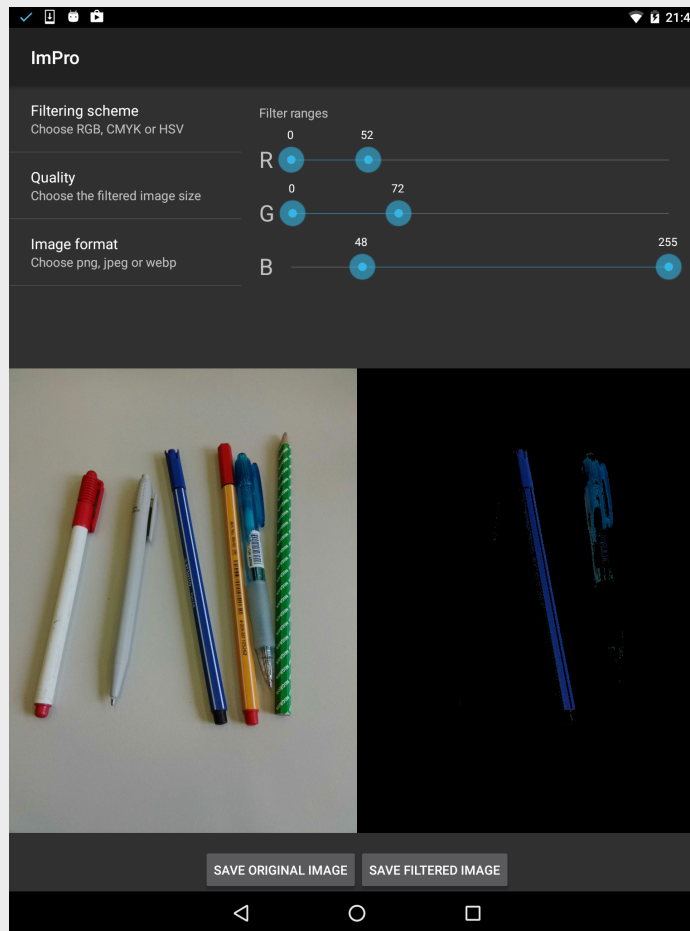 21:4
ImPro
Filtering scheme
Choose RGB, CMYK or HSV
Quality
Choose the filtered image size
Image format
Choose png, jpeg or webp
Filter ranges
0 52
R
0 72
G
48 255
B
SAVE ORIGINAL IMAGE SAVE FILTERED IMAGE